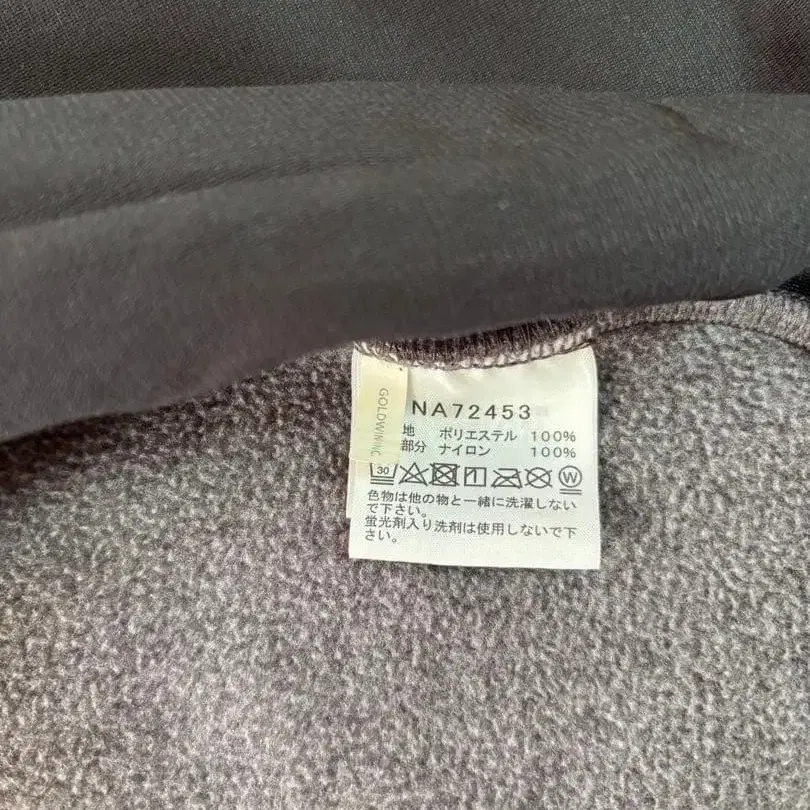 GOLDWIN INC.
NA72453
地 ポリエステル 100%
部分 ナイロン 100%
30 W
色物は他の物と一緒に洗濯しない
で下さい。
蛍光剤入り洗剤は使用しないで下
さい。